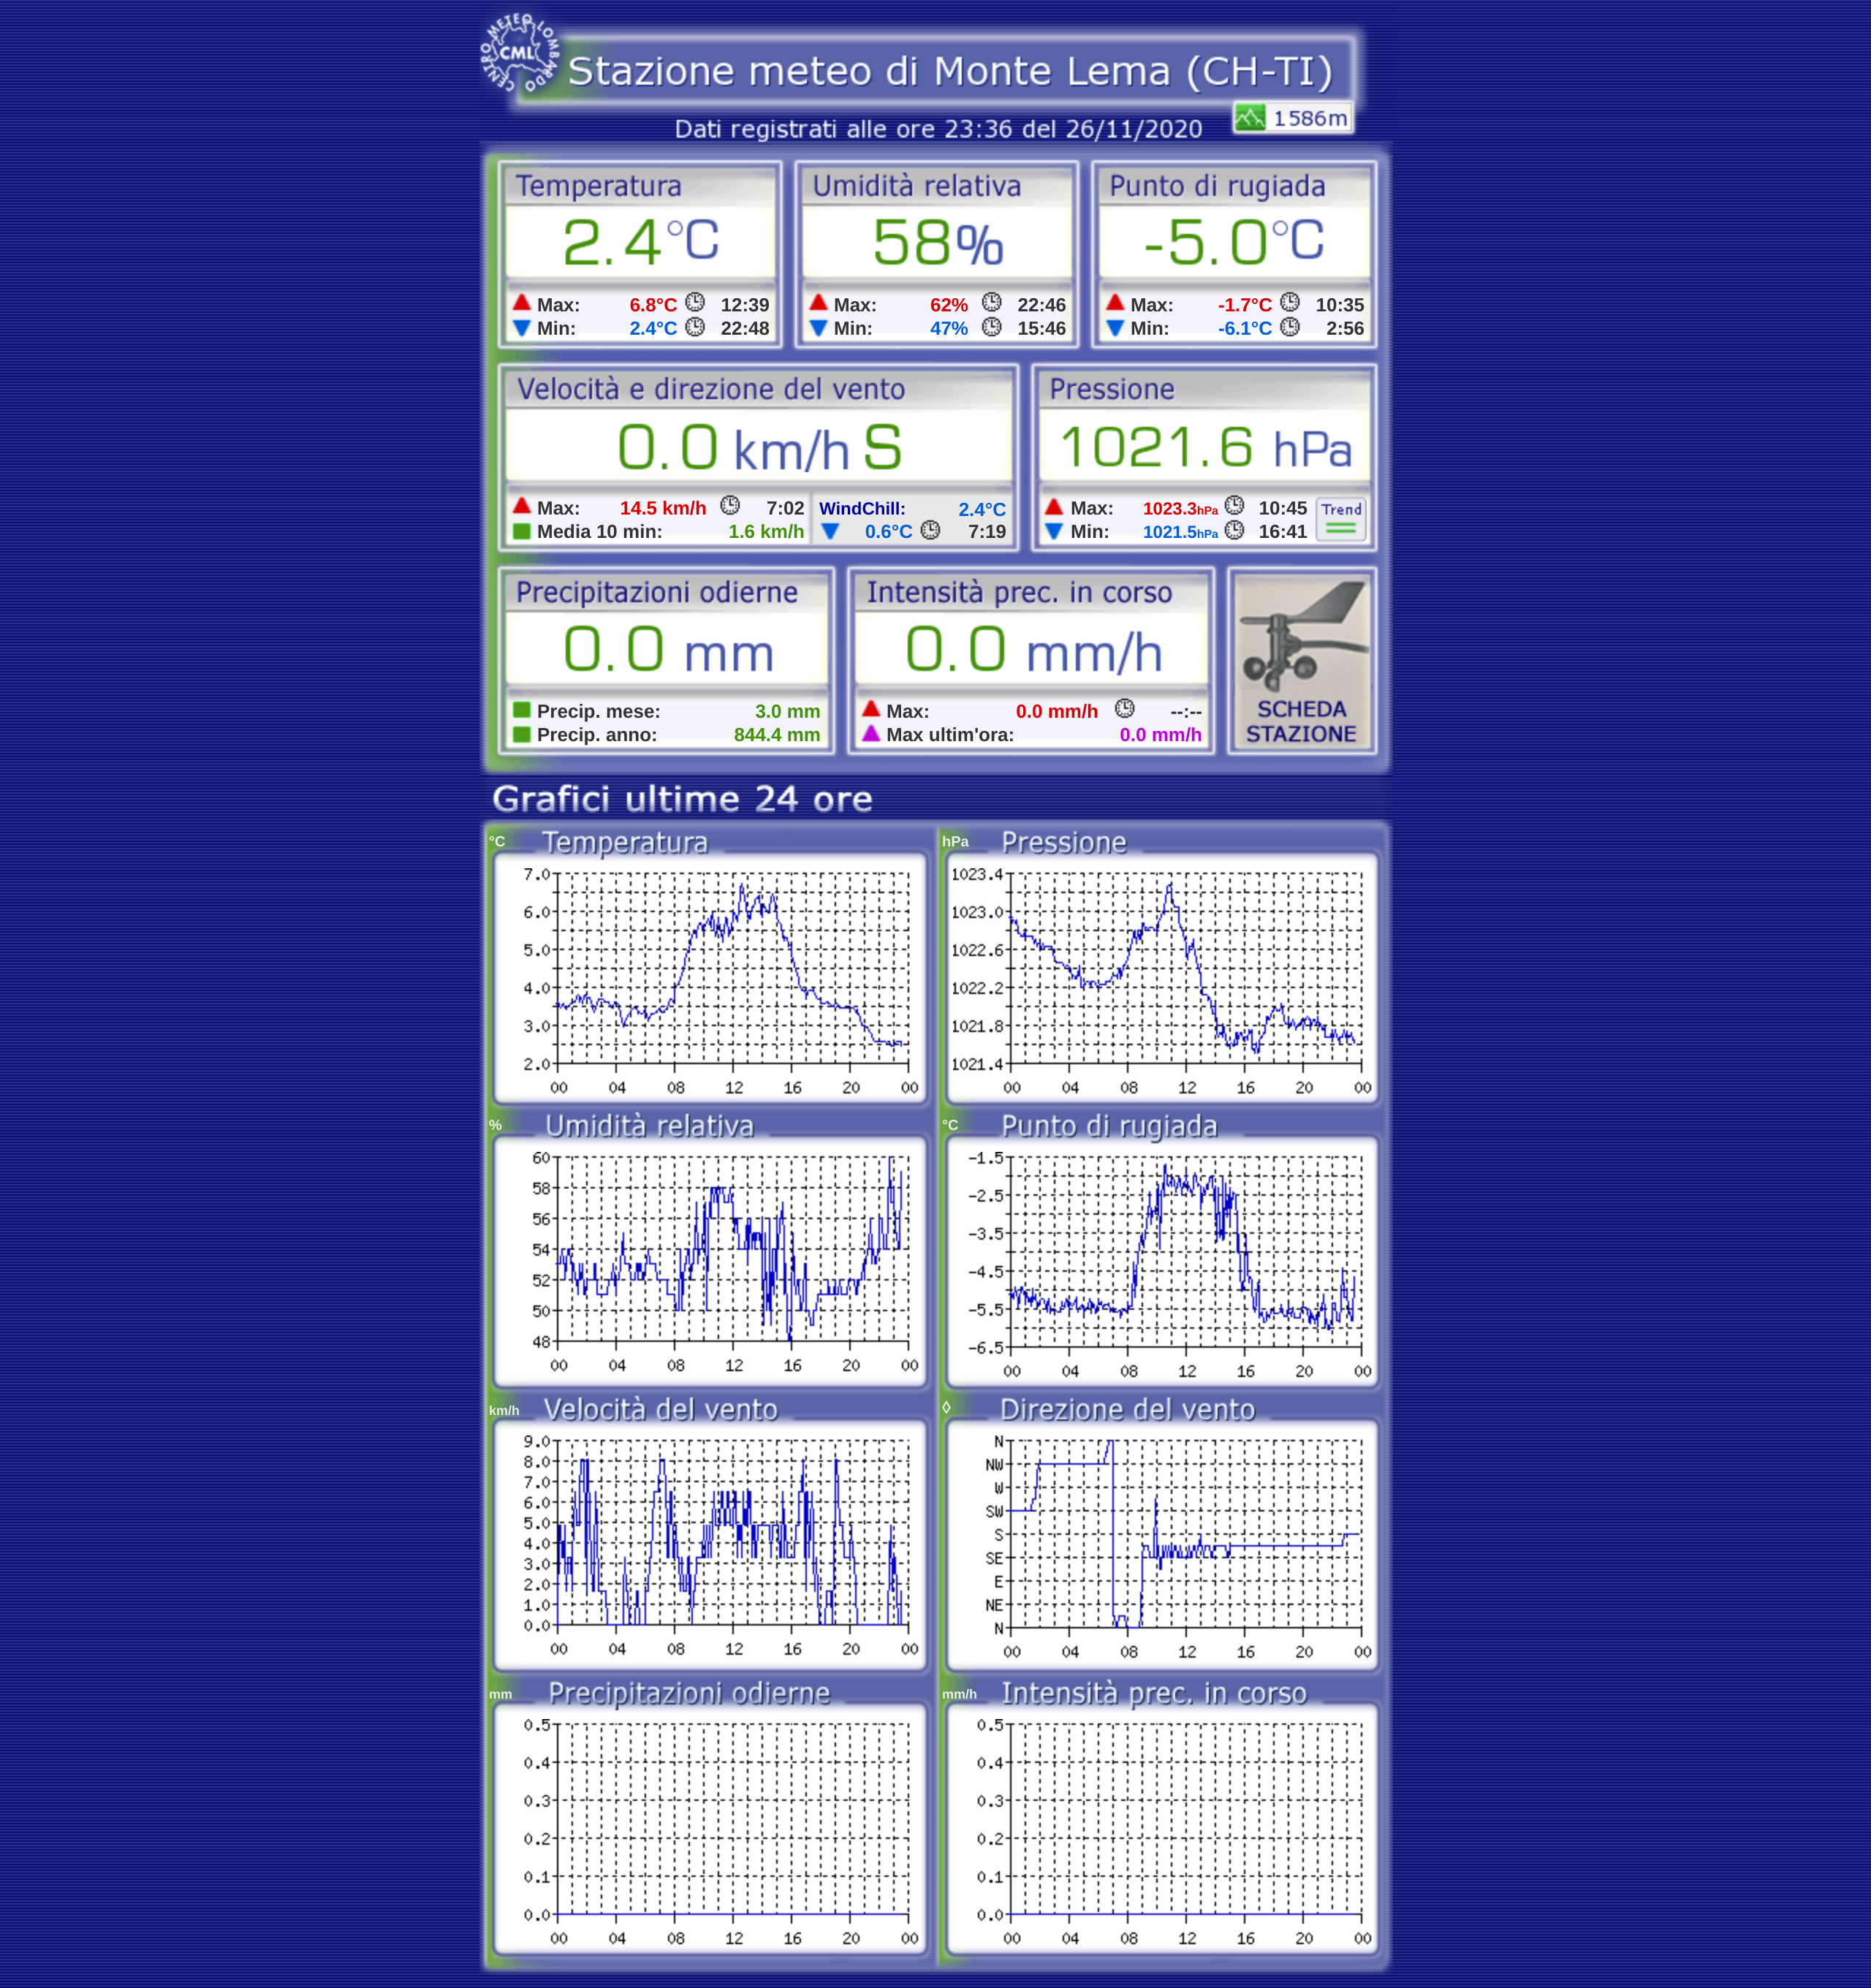 CENTRO METEO LOMBARDO
CML
Stazione meteo di Monte Lema (CH-TI)
1586m
Dati registrati alle ore 23:36 del 26/11/2020
Temperatura
2.4°C
Max: 6.8°C 12:39
Min: 2.4°C 22:48
Umidità relativa
58%
Max: 62% 22:46
Min: 47% 15:46
Punto di rugiada
-5.0°C
Max: -1.7°C 10:35
Min: -6.1°C 2:56
Velocità e direzione del vento
0.0 km/h S
Max: 14.5 km/h 7:02
Media 10 min: 1.6 km/h
WindChill: 2.4°C
0.6°C 7:19
Pressione
1021.6 hPa
Max: 1023.3hPa 10:45
Min: 1021.5hPa 16:41
Trend
Precipitazioni odierne
0.0 mm
Precip. mese: 3.0 mm
Precip. anno: 844.4 mm
Intensità prec. in corso
0.0 mm/h
Max: 0.0 mm/h --:--
Max ultim'ora: 0.0 mm/h
SCHEDA
STAZIONE
Grafici ultime 24 ore
°C Temperatura
7.0
6.0
5.0
4.0
3.0
2.0
00 04 08 12 16 20 00
hPa Pressione
1023.4
1023.0
1022.6
1022.2
1021.8
1021.4
00 04 08 12 16 20 00
% Umidità relativa
60
58
56
54
52
50
48
00 04 08 12 16 20 00
°C Punto di rugiada
-1.5
-2.5
-3.5
-4.5
-5.5
-6.5
00 04 08 12 16 20 00
km/h Velocità del vento
9.0
8.0
7.0
6.0
5.0
4.0
3.0
2.0
1.0
0.0
00 04 08 12 16 20 00
◊ Direzione del vento
N
NW
W
SW
S
SE
E
NE
N
00 04 08 12 16 20 00
mm Precipitazioni odierne
0.5
0.4
0.3
0.2
0.1
0.0
00 04 08 12 16 20 00
mm/h Intensità prec. in corso
0.5
0.4
0.3
0.2
0.1
0.0
00 04 08 12 16 20 00